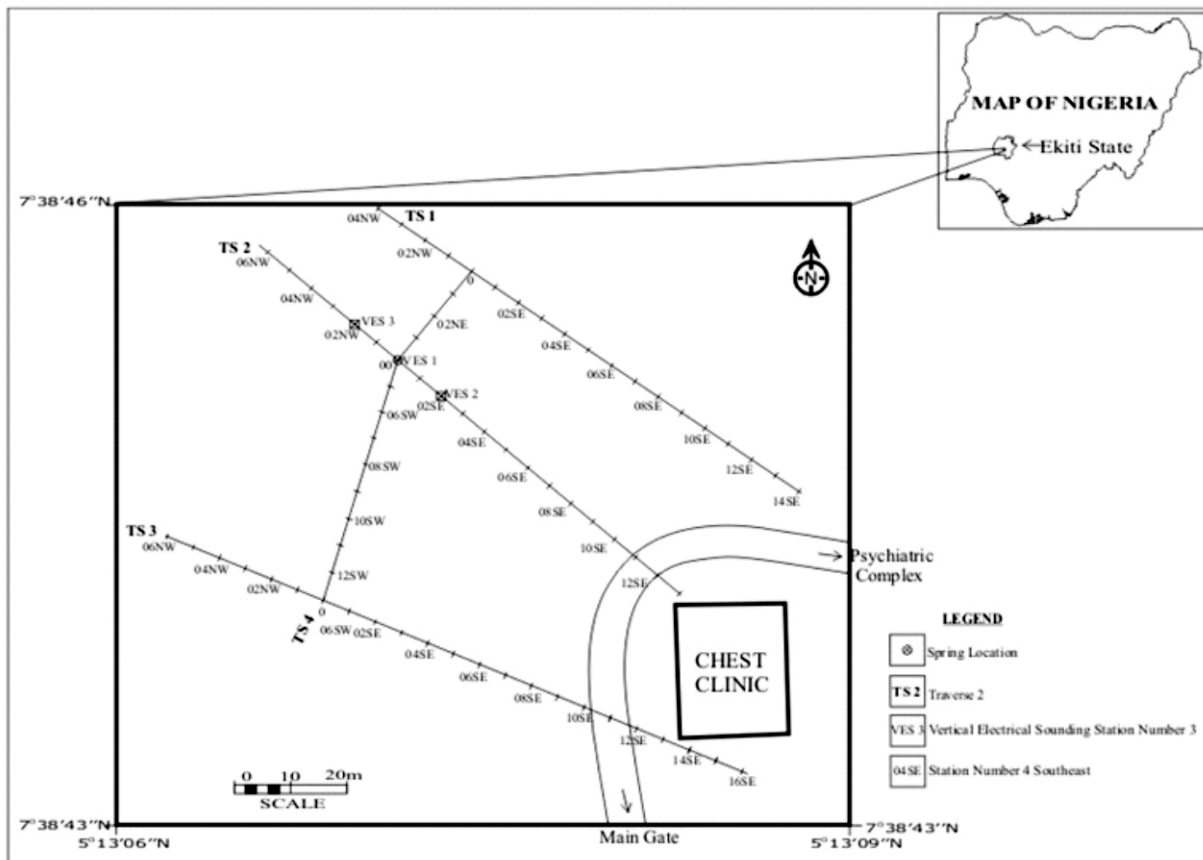 MAP OF NIGERIA
Ekiti State
7°38'46"N
04NW
TS 1
02NW
0
02SE
04SE
06SE
08SE
10SE
12SE
14SE
TS 2
06NW
04NW
VES 3
02NW
02NE
00
VES 1
VES 2
02SE
04SE
06SE
08SE
10SE
12SE
06SW
08SW
10SW
12SW
N
TS 3
06NW
04NW
02NW
0
TS 4
06SW
02SE
04SE
06SE
08SE
10SE
12SE
14SE
16SE
Psychiatric
Complex
CHEST
CLINIC
LEGEND
Spring Location
TS 2 Traverse 2
VES 3 Vertical Electrical Sounding Station Number 3
04SE Station Number 4 Southeast
0 10 20m
SCALE
Main Gate
7°38'43"N
7°38'43"N
5°13'06"N
5°13'09"N